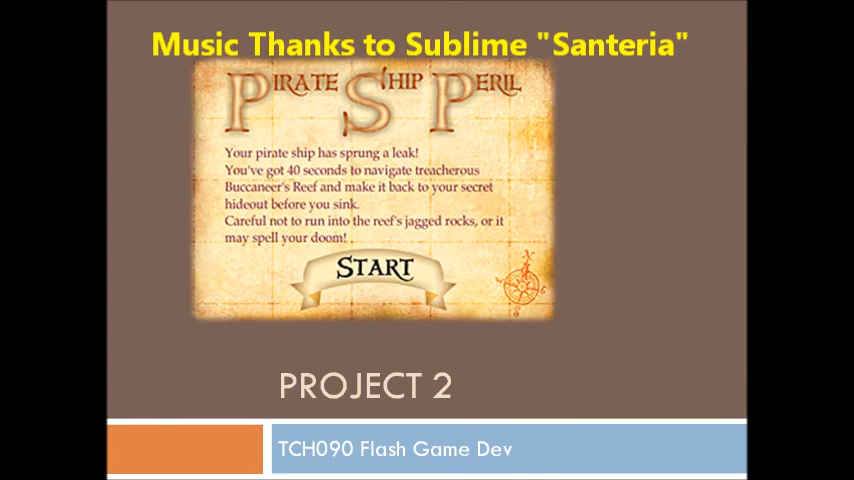 Music Thanks to Sublime "Santeria"
PIRATE SHIP PERIL
Your pirate ship has sprung a leak!
You've got 40 seconds to navigate treacherous
Buccaneer's Reef and make it back to your secret
hideout before you sink.
Careful not to run into the reef's jagged rocks, or it
may spell your doom!
START
PROJECT 2
TCH090 Flash Game Dev